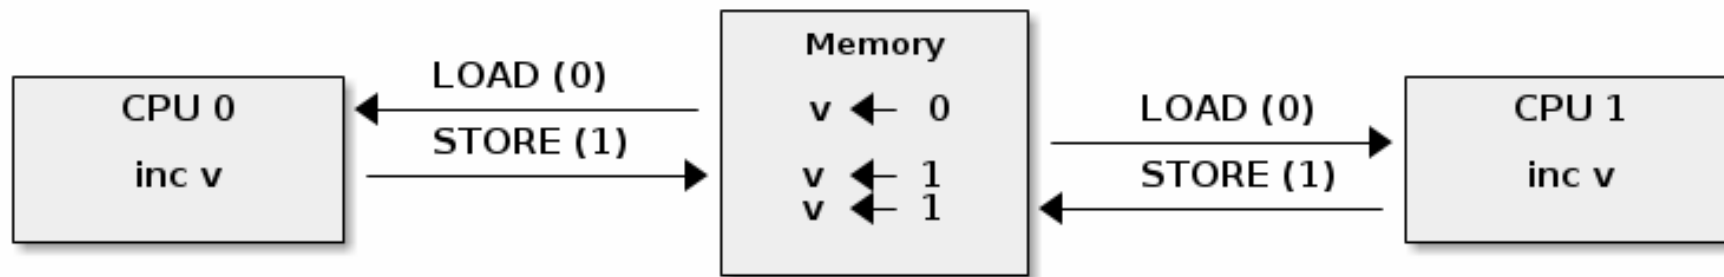 CPU 0
inc v
LOAD (0)
STORE (1)
Memory
v ← 0
v ← 1
v ← 1
LOAD (0)
STORE (1)
CPU 1
inc v